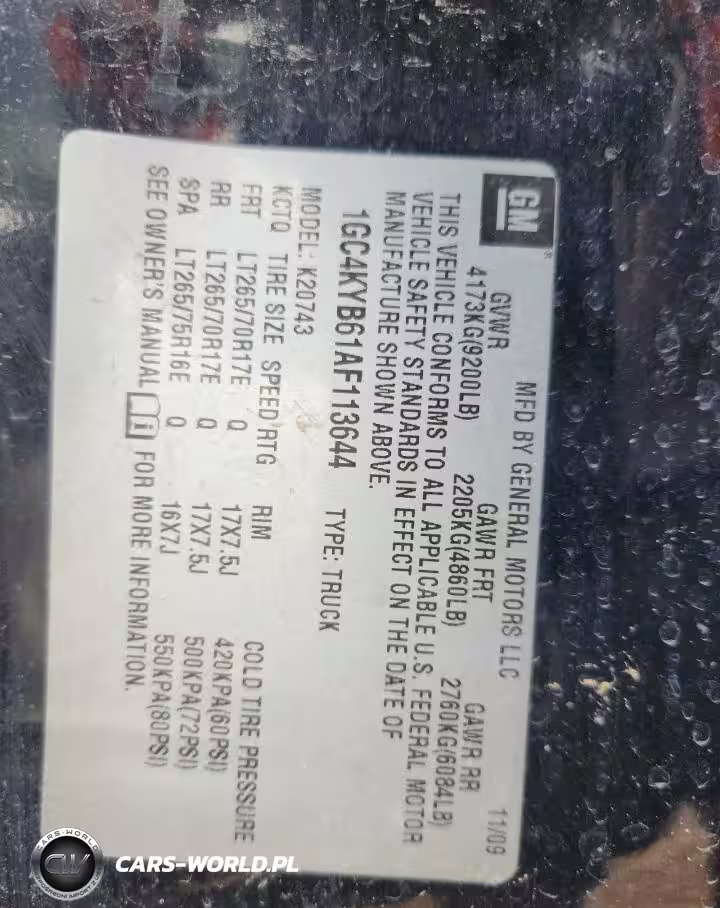 GM
MFD BY GENERAL MOTORS LLC 11/09
GVWR GAWR FRT GAWR RR
4173KG(9200LB) 2205KG(4860LB) 2760KG(6084LB)
THIS VEHICLE CONFORMS TO ALL APPLICABLE U.S. FEDERAL MOTOR
VEHICLE SAFETY STANDARDS IN EFFECT ON THE DATE OF
MANUFACTURE SHOWN ABOVE.
1GC4KYB61AF113644 TYPE: TRUCK
MODEL: K20743
KCTQ TIRE SIZE SPEED RTG RIM COLD TIRE PRESSURE
FRT LT265/70R17E Q 17X7.5J 420KPA(60PSI)
RR LT265/70R17E Q 17X7.5J 500KPA(72PSI)
SPA LT265/75R16E Q 16X7J 550KPA(80PSI)
SEE OWNER'S MANUAL FOR MORE INFORMATION.
CARS-WORLD
CW
CARS-WORLD.PL